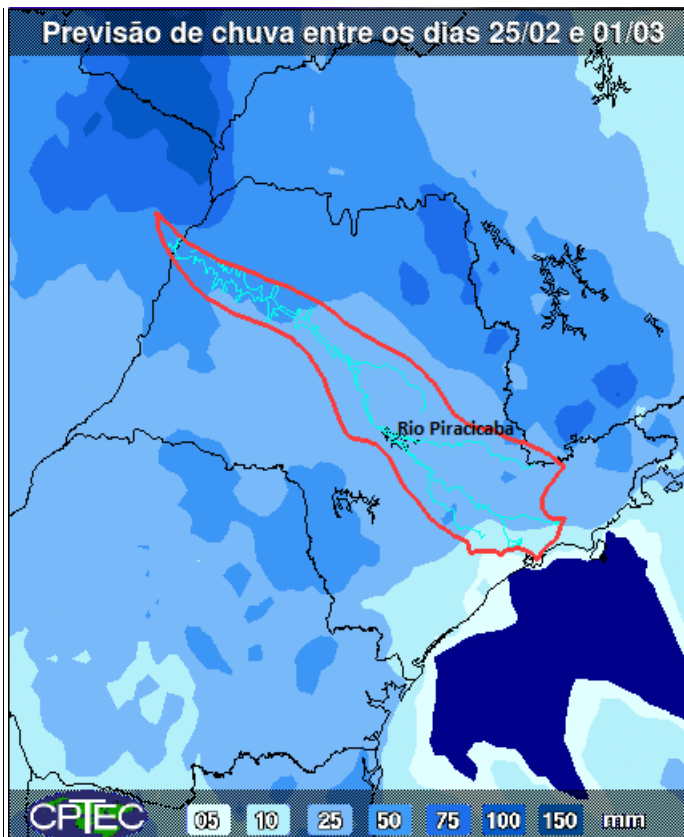 Previsão de chuva entre os dias 25/02 e 01/03
Rio Piracicaba
CPTEC 05 10 25 50 75 100 150 mm